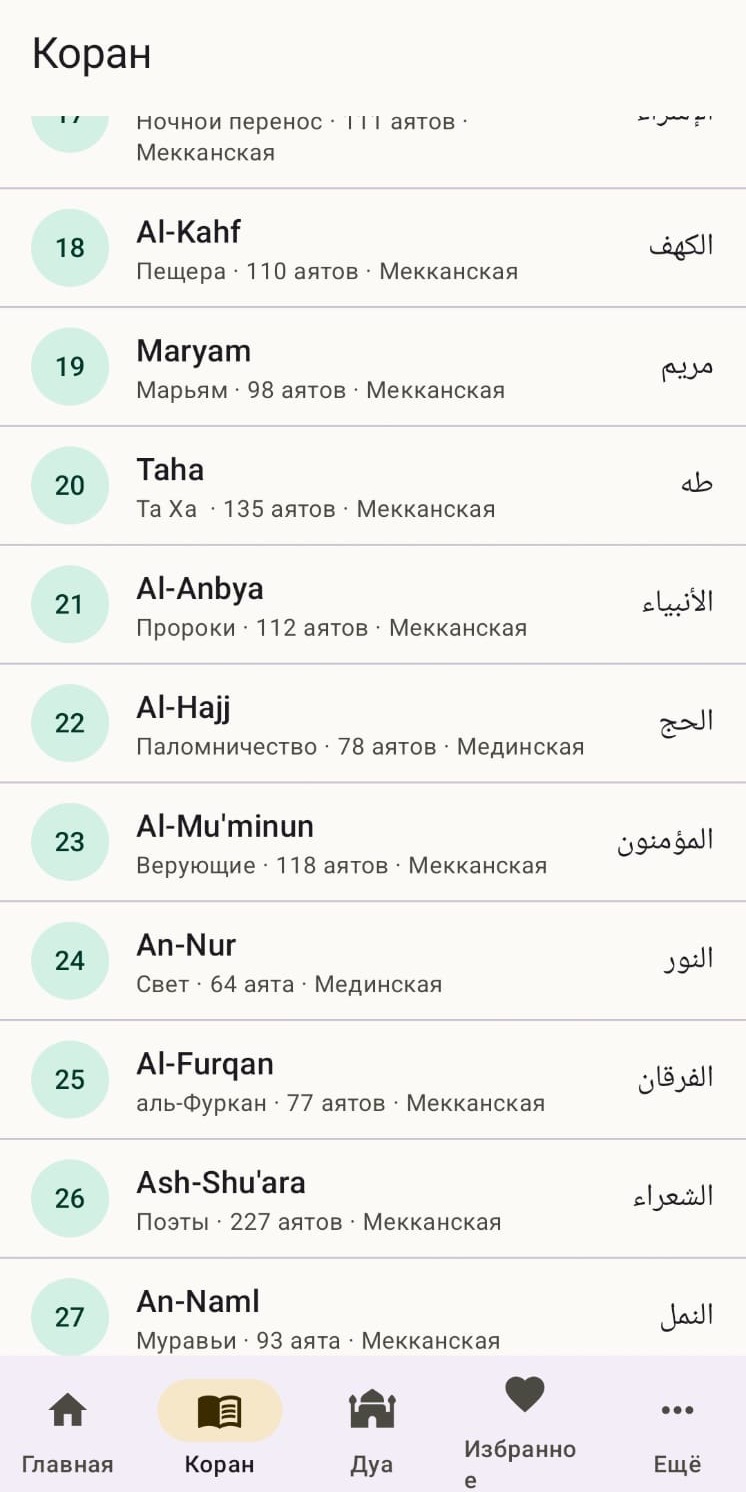 Коран
17
Ночной перенос · 111 аятов ·
Мекканская
الإسراء
18
Al-Kahf
Пещера · 110 аятов · Мекканская
الكهف
19
Maryam
Марьям · 98 аятов · Мекканская
مريم
20
Taha
Та Ха · 135 аятов · Мекканская
طه
21
Al-Anbya
Пророки · 112 аятов · Мекканская
الأنبياء
22
Al-Hajj
Паломничество · 78 аятов · Мединская
الحج
23
Al-Mu'minun
Верующие · 118 аятов · Мекканская
المؤمنون
24
An-Nur
Свет · 64 аята · Мединская
النور
25
Al-Furqan
аль-Фуркан · 77 аятов · Мекканская
الفرقان
26
Ash-Shu'ara
Поэты · 227 аятов · Мекканская
الشعراء
27
An-Naml
Муравьи · 93 аята · Мекканская
النمل
Главная
Коран
Дуа
Избранно
е
Ещё